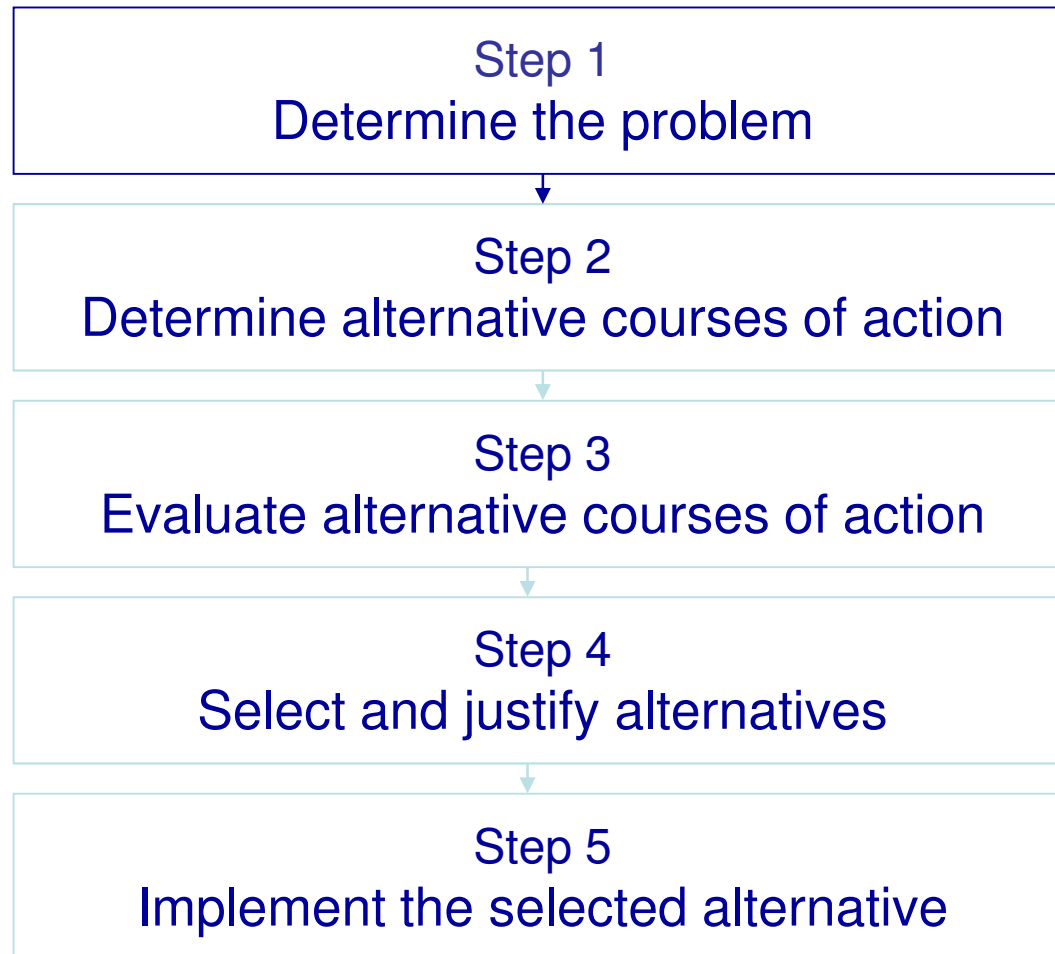 Step 1
Determine the problem
Step 2
Determine alternative courses of action
Step 3
Evaluate alternative courses of action
Step 4
Select and justify alternatives
Step 5
Implement the selected alternative